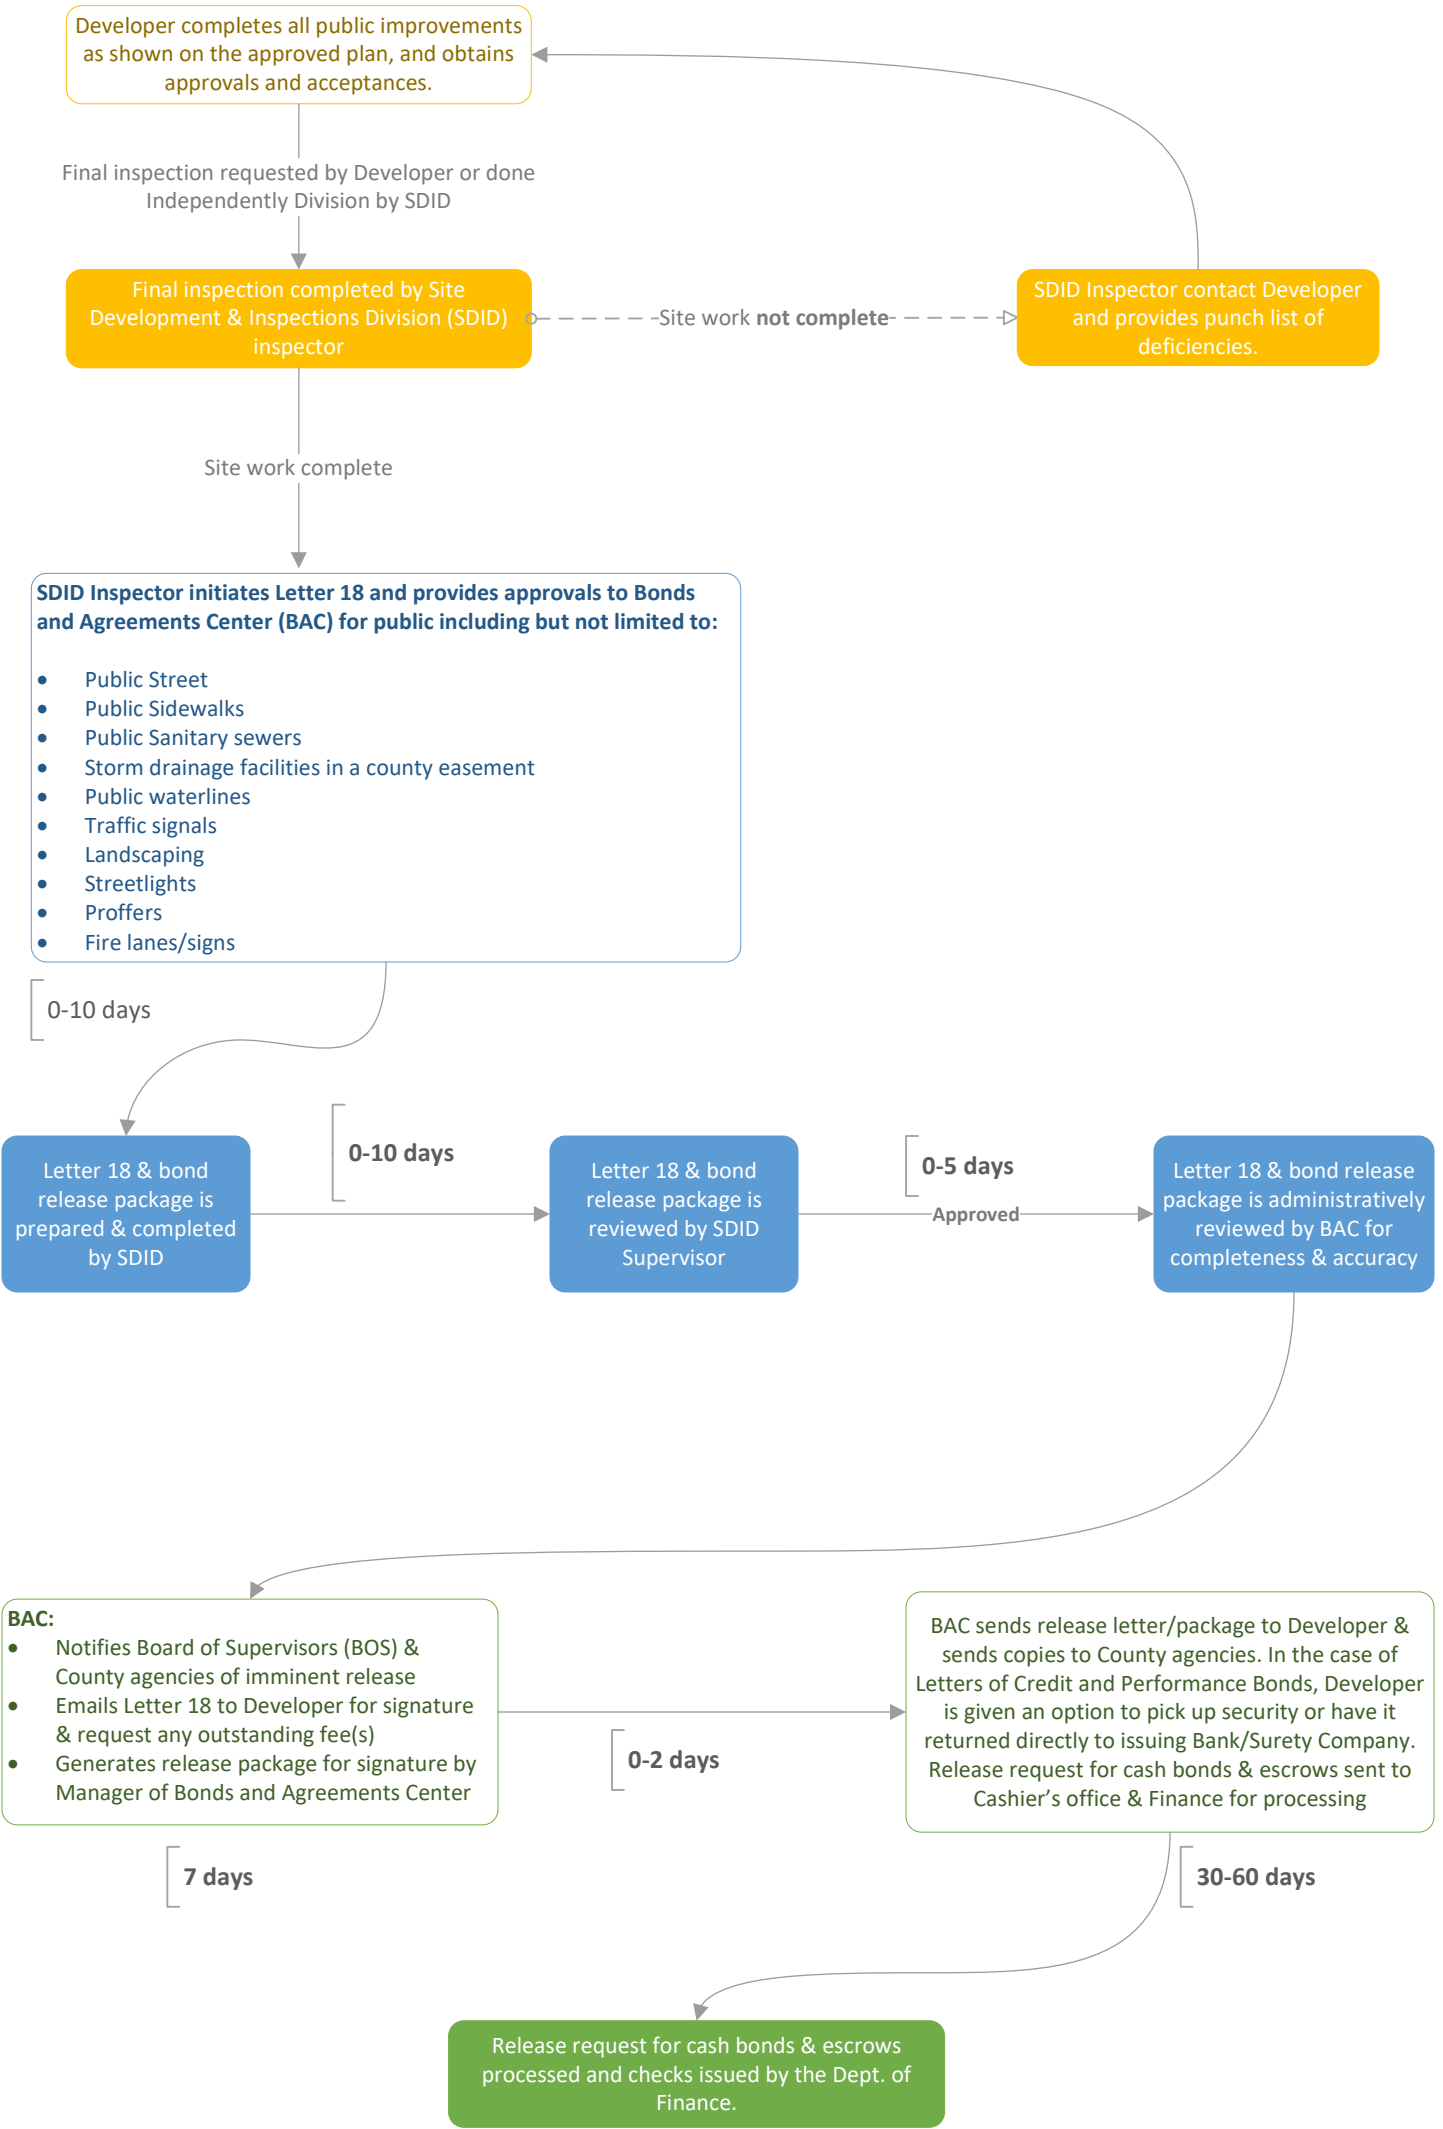 Developer completes all public improvements
as shown on the approved plan, and obtains
approvals and acceptances.
Final inspection requested by Developer or done
Independently Division by SDID
Final inspection completed by Site
Development & Inspections Division (SDID)
inspector
Site work not complete
SDID Inspector contact Developer
and provides punch list of
deficiencies.
Site work complete
SDID Inspector initiates Letter 18 and provides approvals to Bonds
and Agreements Center (BAC) for public including but not limited to:
• Public Street
• Public Sidewalks
• Public Sanitary sewers
• Storm drainage facilities in a county easement
• Public waterlines
• Traffic signals
• Landscaping
• Streetlights
• Proffers
• Fire lanes/signs
0-10 days
Letter 18 & bond
release package is
prepared & completed
by SDID
0-10 days
Letter 18 & bond
release package is
reviewed by SDID
Supervisor
0-5 days
Approved
Letter 18 & bond release
package is administratively
reviewed by BAC for
completeness & accuracy
BAC:
• Notifies Board of Supervisors (BOS) &
County agencies of imminent release
• Emails Letter 18 to Developer for signature
& request any outstanding fee(s)
• Generates release package for signature by
Manager of Bonds and Agreements Center
7 days
0-2 days
BAC sends release letter/package to Developer &
sends copies to County agencies. In the case of
Letters of Credit and Performance Bonds, Developer
is given an option to pick up security or have it
returned directly to issuing Bank/Surety Company.
Release request for cash bonds & escrows sent to
Cashier’s office & Finance for processing
30-60 days
Release request for cash bonds & escrows
processed and checks issued by the Dept. of
Finance.